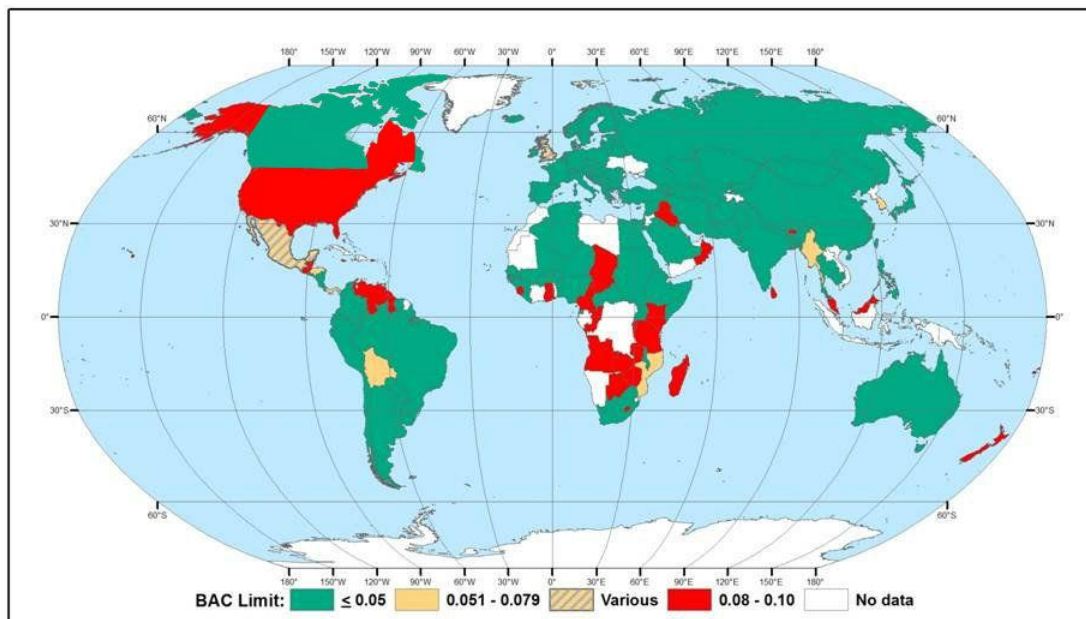 180° 150°W 120°W 90°W 60°W 30°W 0° 30°E 60°E 90°E 120°E 150°E 180°
60°N 60°N
30°N 30°N
0° 0°
30°S 30°S
60°S 60°S
180° 150°W 120°W 90°W 60°W 30°W 0° 30°E 60°E 90°E 120°E 150°E 180°
BAC Limit: ≤ 0.05 0.051 - 0.079 Various 0.08 - 0.10 No data